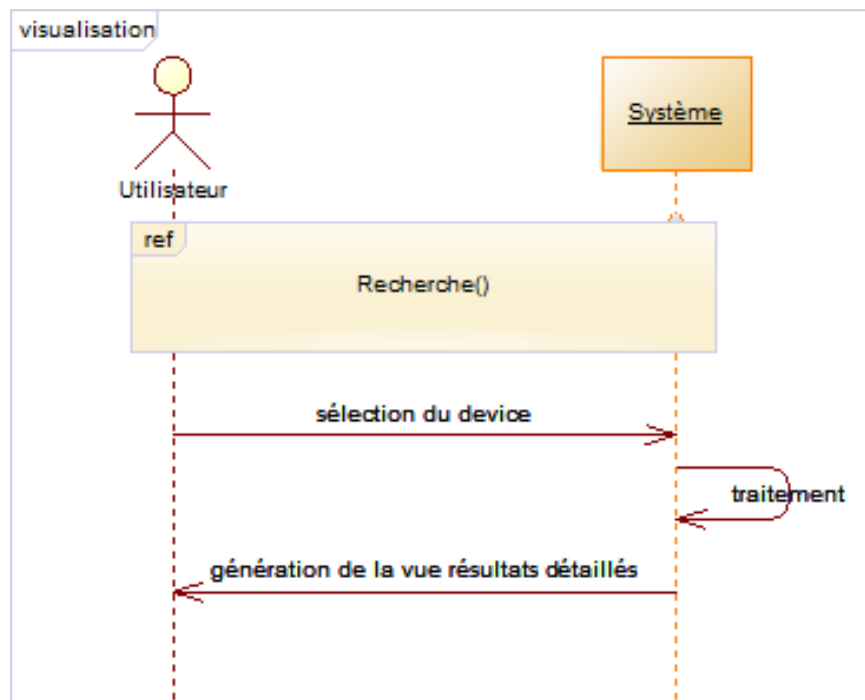 visualisation
Système
Utilisateur
ref
Recherche()
sélection du device
traitement
génération de la vue résultats détaillés